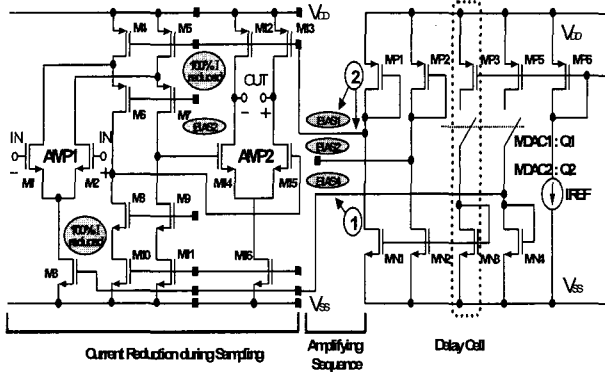 M4
M5
M12
M13
VDD
VDD
100% I
reduced
OUT
- +
2
MP1
MP2
MP3
MP5
MP6
M6
M7
BIAS2
BIAS1
BIAS2
BIAS4
IN
-
IN
+
AMP1
AMP2
M1
M2
M14
M15
MDAC1 : Q1
MDAC2 : Q2
IREF
100% I
reduced
M8
M9
1
M3
M10
M11
M16
MN1
MN2
MN3
MN4
VSS
VSS
Current Reduction during Sampling
Amplifying
Sequence
Delay Cell